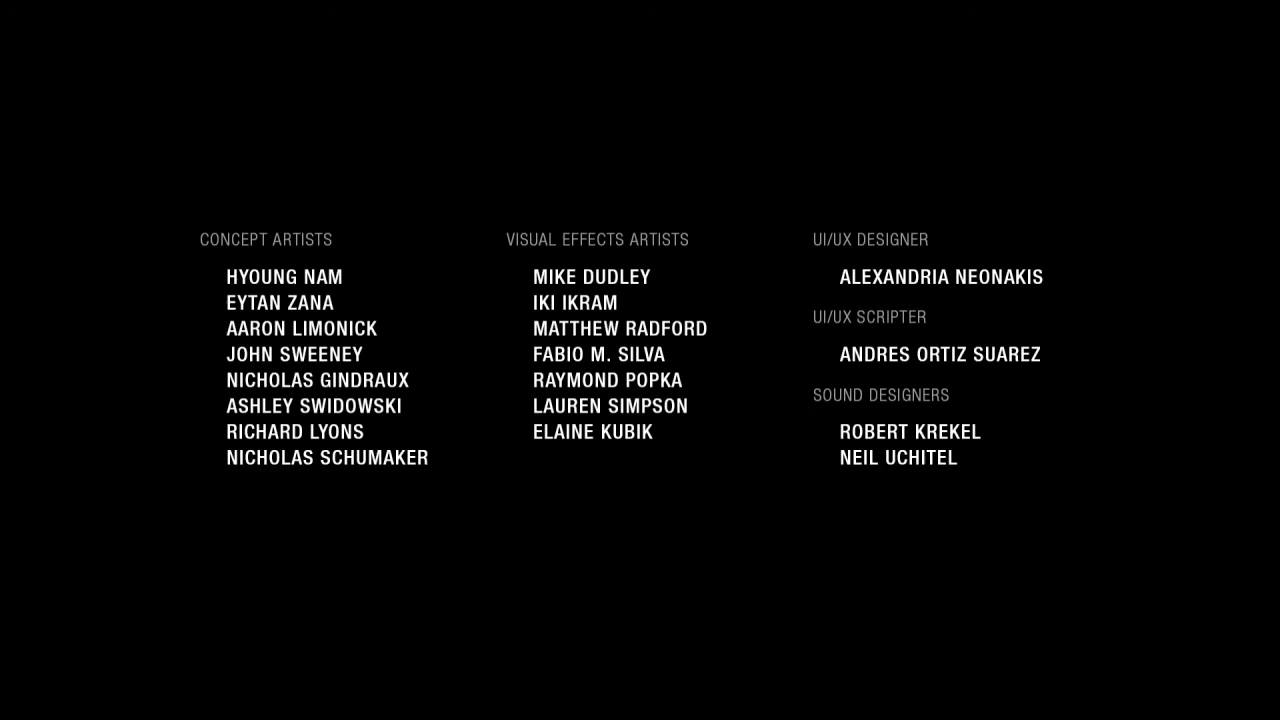 CONCEPT ARTISTS
HYOUNG NAM
EYTAN ZANA
AARON LIMONICK
JOHN SWEENEY
NICHOLAS GINDRAUX
ASHLEY SWIDOWSKI
RICHARD LYONS
NICHOLAS SCHUMAKER
VISUAL EFFECTS ARTISTS
MIKE DUDLEY
IKI IKRAM
MATTHEW RADFORD
FABIO M. SILVA
RAYMOND POPKA
LAUREN SIMPSON
ELAINE KUBIK
UI/UX DESIGNER
ALEXANDRIA NEONAKIS
UI/UX SCRIPTER
ANDRES ORTIZ SUAREZ
SOUND DESIGNERS
ROBERT KREKEL
NEIL UCHITEL